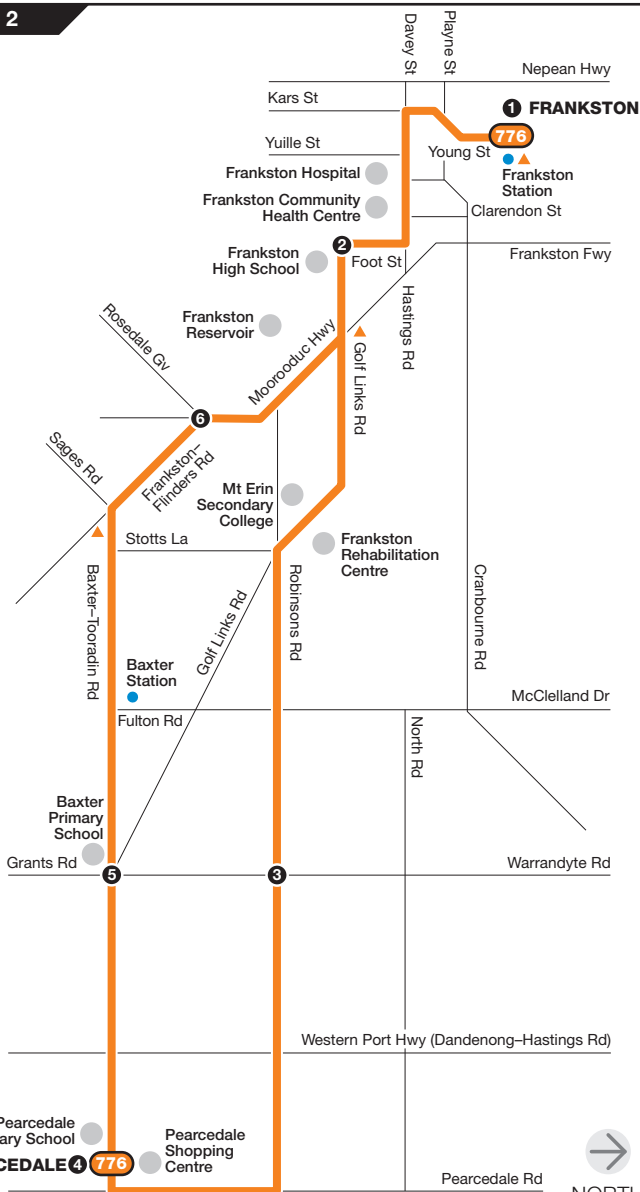 2
Davey St
Playne St
Nepean Hwy
Kars St
1 FRANKSTON
776
Yuille St
Young St
Frankston
Station
Frankston Hospital
Frankston Community
Health Centre
Clarendon St
2
Frankston
High School
Foot St
Frankston Fwy
Hastings Rd
Frankston
Reservoir
Moorooduc Hwy
Golf Links Rd
Rosedale Gv
6
Sages Rd
Frankston–
Flinders Rd
Mt Erin
Secondary
College
Stotts La
Frankston
Rehabilitation
Centre
Baxter–Tooradin Rd
Golf Links Rd
Robinsons Rd
Cranbourne Rd
Baxter
Station
McClelland Dr
Fulton Rd
North Rd
Baxter
Primary
School
Grants Rd
5
3
Warrandyte Rd
Western Port Hwy (Dandenong–Hastings Rd)
Pearcedale
ary School
Pearcedale
Shopping
Centre
CEDALE 4 776
Pearcedale Rd
NORTH